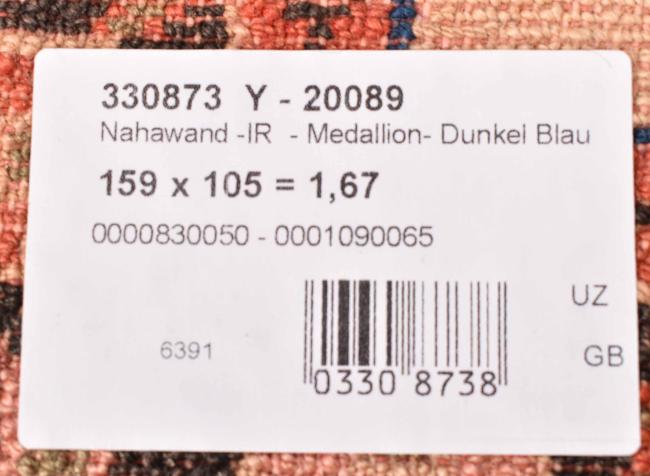 330873 Y - 20089
Nahawand -IR - Medallion- Dunkel Blau
159 x 105 = 1,67
0000830050 - 0001090065
UZ
6391
GB
0330 8738